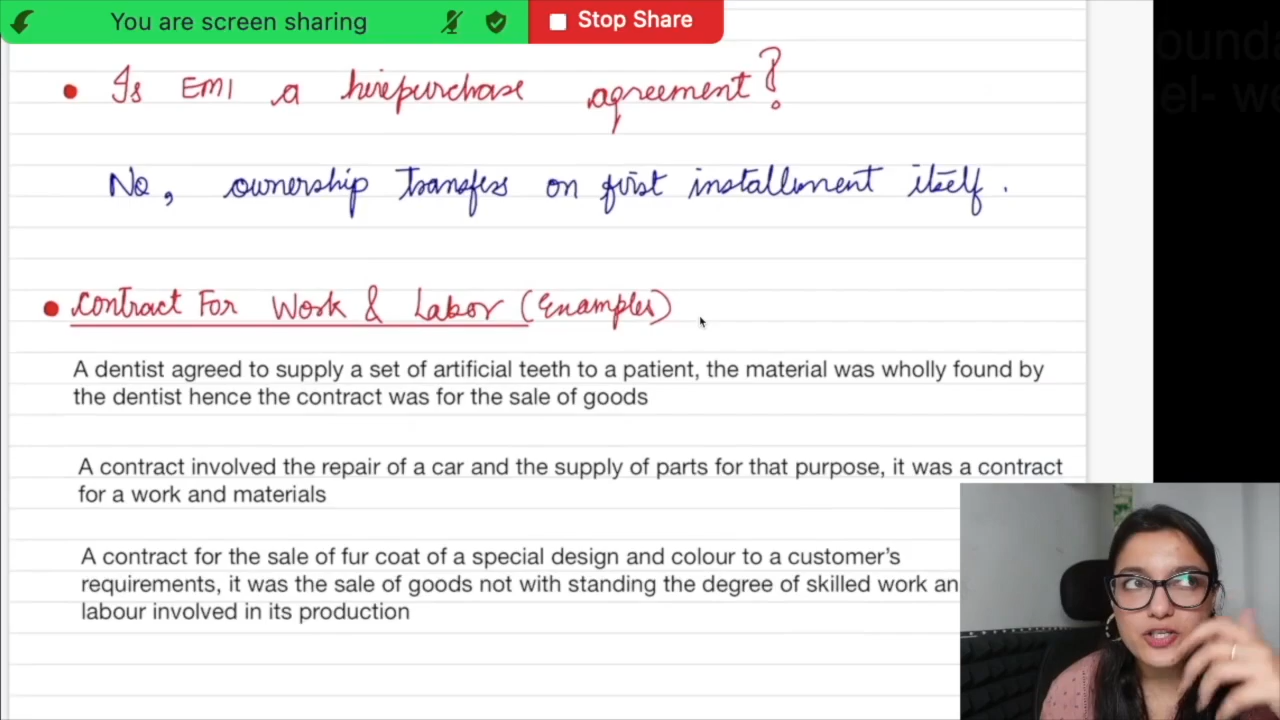 You are screen sharing
Stop Share
• Is EMI a hirepurchase agreement?
No, ownership transfers on first installment itself.
• Contract For Work & Labor (Examples)
A dentist agreed to supply a set of artificial teeth to a patient, the material was wholly found by
the dentist hence the contract was for the sale of goods
A contract involved the repair of a car and the supply of parts for that purpose, it was a contract
for a work and materials
A contract for the sale of fur coat of a special design and colour to a customer's
requirements, it was the sale of goods not with standing the degree of skilled work an
labour involved in its production